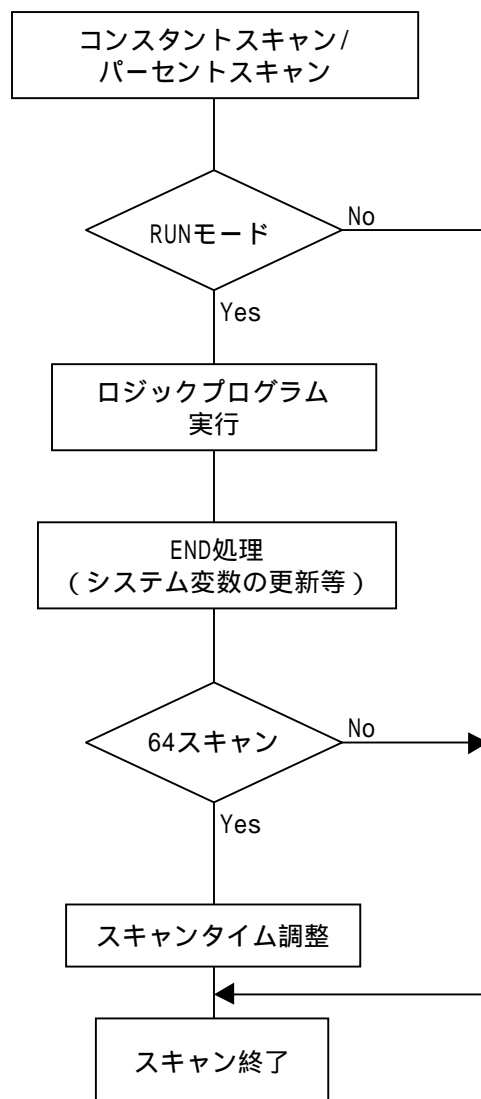 コンスタントスキャン/
パーセントスキャン
RUNモード
No
Yes
ロジックプログラム
実行
END処理
(システム変数の更新等)
64スキャン
No
Yes
スキャンタイム調整
スキャン終了